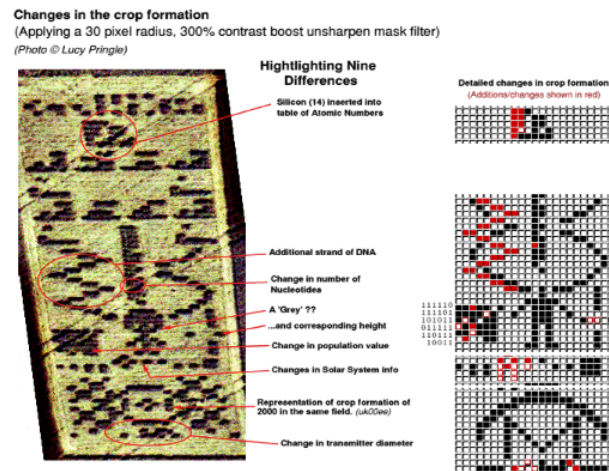 Changes in the crop formation
(Applying a 30 pixel radius, 300% contrast boost unsharpen mask filter)
(Photo © Lucy Pringle)
Hightlighting Nine
Differences
Silicon (14) inserted into
table of Atomic Numbers
Detailed changes in crop formation
(Additions/changes shown in red)
Additional strand of DNA
Change in number of
Nucleotides
A 'Grey' ??
...and corresponding height
Change in population value
Changes in Solar System info
Representation of crop formation of
2000 in the same field. (uk00ee)
Change in transmitter diameter
111110
111101
101011
011111
110111
10011